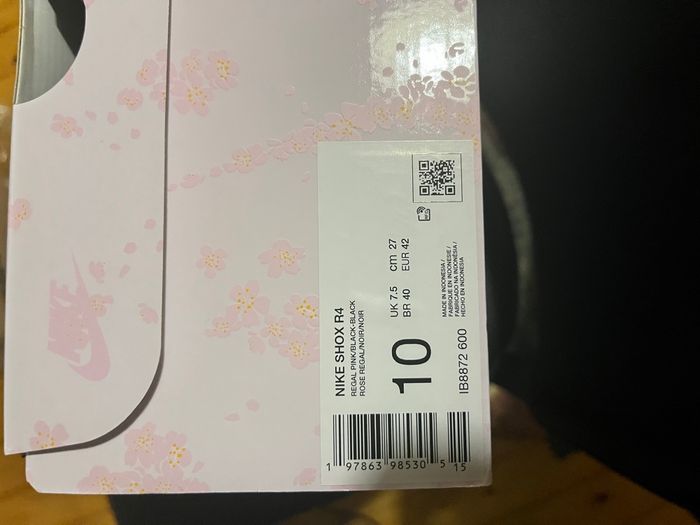 NIKE SHOX R4
REGAL PINK/BLACK-BLACK
ROSE REGAL/NOIR/NOIR
10
UK 7.5 cm 27
BR 40 EUR 42
MADE IN INDONESIA /
FABRIQUÉ EN INDONÉSIE /
FABRICADO NA INDONÉSIA /
HECHO EN INDONESIA
IB8872 600
1 97863 98530 5 15
NIKE